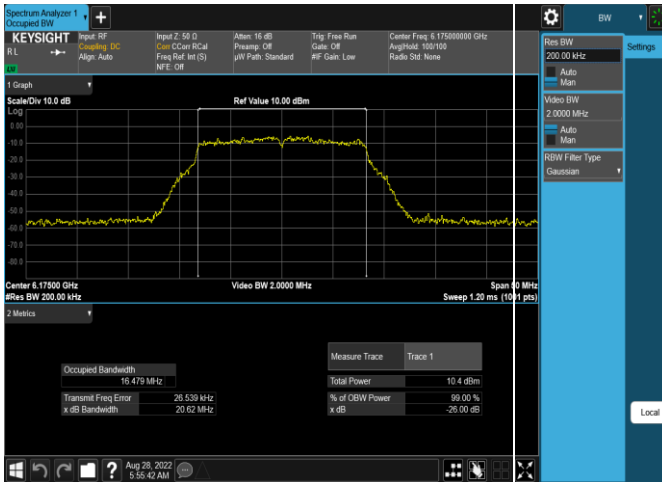 Spectrum Analyzer 1
Occupied BW
KEYSIGHT
RL
LV
Input: RF
Coupling: DC
Align: Auto
Input Z: 50 Ω
Corr CCorr RCal
Freq Ref: Int (S)
NFE: Off
Atten: 16 dB
Preamp: Off
µW Path: Standard
Trig: Free Run
Gate: Off
#IF Gain: Low
Center Freq: 6.175000000 GHz
Avg|Hold: 100/100
Radio Std: None
1 Graph
Scale/Div 10.0 dB
Ref Value 10.00 dBm
Log
0.00
-10.0
-20.0
-30.0
-40.0
-50.0
-60.0
-70.0
-80.0
Center 6.17500 GHz
#Res BW 200.00 kHz
Video BW 2.0000 MHz
Span 50 MHz
Sweep 1.20 ms (1001 pts)
2 Metrics
Occupied Bandwidth
16.479 MHz
Transmit Freq Error 26.539 kHz
x dB Bandwidth 20.62 MHz
Measure Trace Trace 1
Total Power 10.4 dBm
% of OBW Power 99.00 %
x dB -26.00 dB
Aug 28, 2022
5:55:42 AM
BW
Res BW
200.00 kHz
Auto
Man
Video BW
2.0000 MHz
Auto
Man
RBW Filter Type
Gaussian
Settings
Local